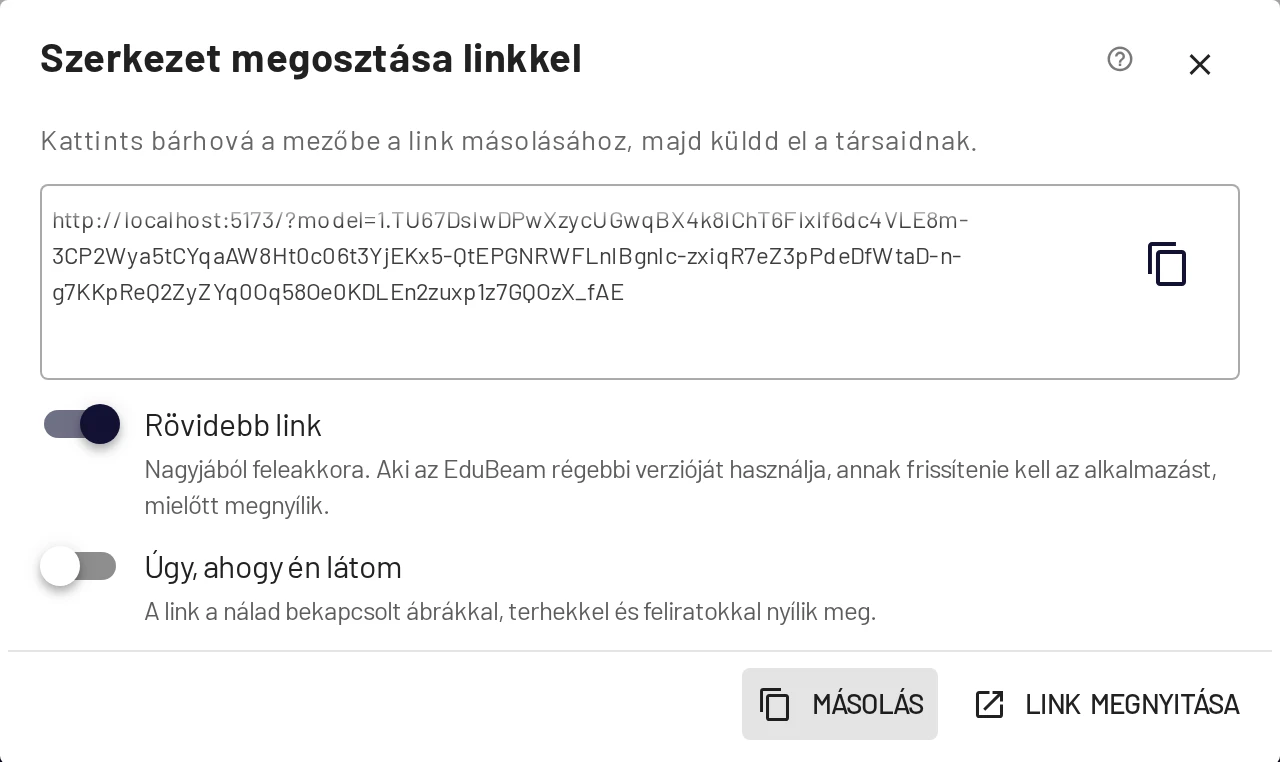 Szerkezet megosztása linkkel
Kattints bárhová a mezőbe a link másolásához, majd küldd el a társaidnak.
http://localhost:5173/?model=1.TU67DsIwDPwXzycUGwqBX4k8IChT6FIxIf6dc4VLE8m-
3CP2Wya5tCYqaAW8Ht0c06t3YjEKx5-QtEPGNRWFLnIBgnIc-zxiqR7eZ3pPdeDfWtaD-n-
g7KKpReQ2ZyZYq0Oq58Oe0KDLEn2zuxp1z7GQOzX_fAE
Rövidebb link
Nagyjából feleakkora. Aki az EduBeam régebbi verzióját használja, annak frissítenie kell az alkalmazást,
mielőtt megnyílik.
Úgy, ahogy én látom
A link a nálad bekapcsolt ábrákkal, terhekkel és feliratokkal nyílik meg.
MÁSOLÁS
LINK MEGNYITÁSA